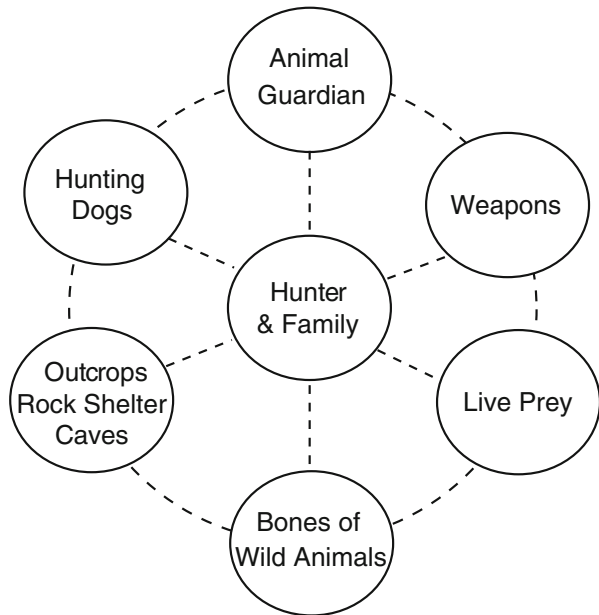 Animal
Guardian
Hunting
Dogs
Weapons
Hunter
& Family
Outcrops
Rock Shelter
Caves
Live Prey
Bones of
Wild Animals